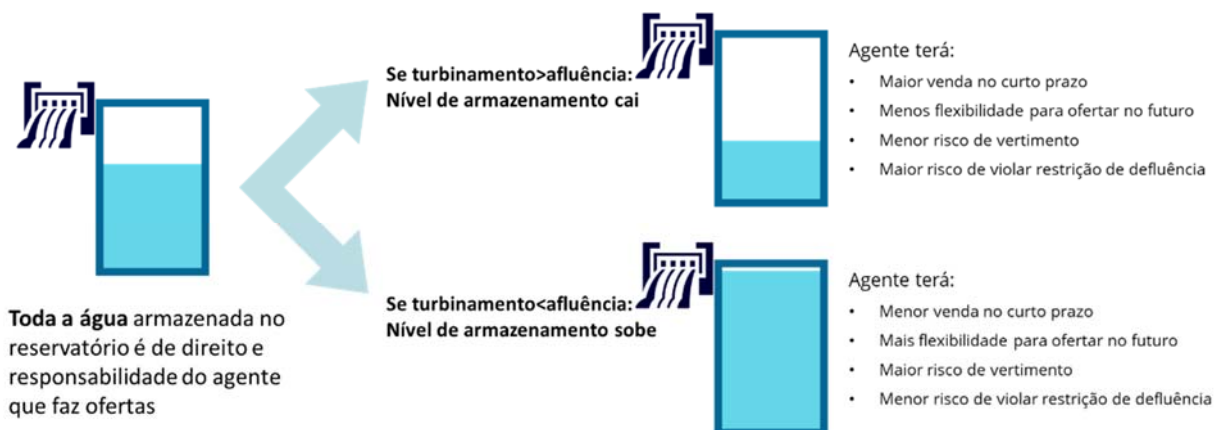 Toda a água armazenada no
reservatório é de direito e
responsabilidade do agente
que faz ofertas
Se turbinamento>afluência:
Nível de armazenamento cai
Agente terá:
• Maior venda no curto prazo
• Menos flexibilidade para ofertar no futuro
• Menor risco de vertimento
• Maior risco de violar restrição de defluência
Se turbinamento<afluência:
Nível de armazenamento sobe
Agente terá:
• Menor venda no curto prazo
• Mais flexibilidade para ofertar no futuro
• Maior risco de vertimento
• Menor risco de violar restrição de defluência